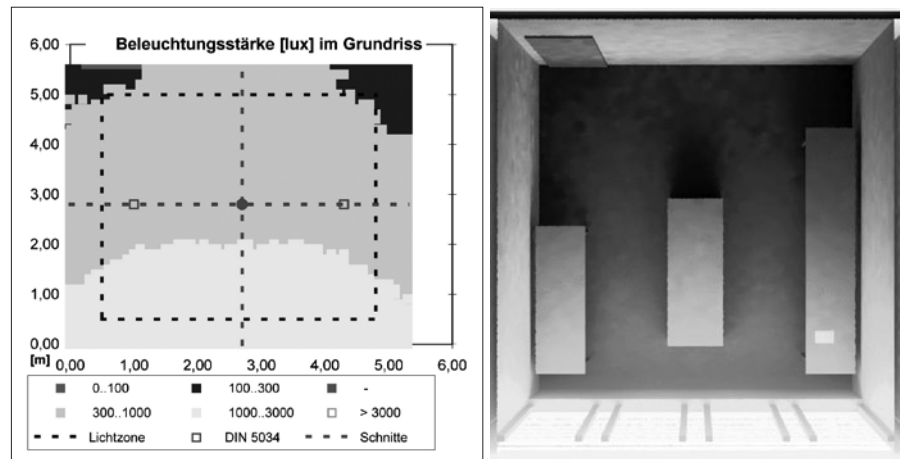 Beleuchtungsstärke [lux] im Grundriss
6,00
5,00
4,00
3,00
2,00
1,00
0,00
[m]
0,00 1,00 2,00 3,00 4,00 5,00 6,00
0..100 100..300 -
300..1000 1000..3000 > 3000
Lichtzone DIN 5034 Schnitte